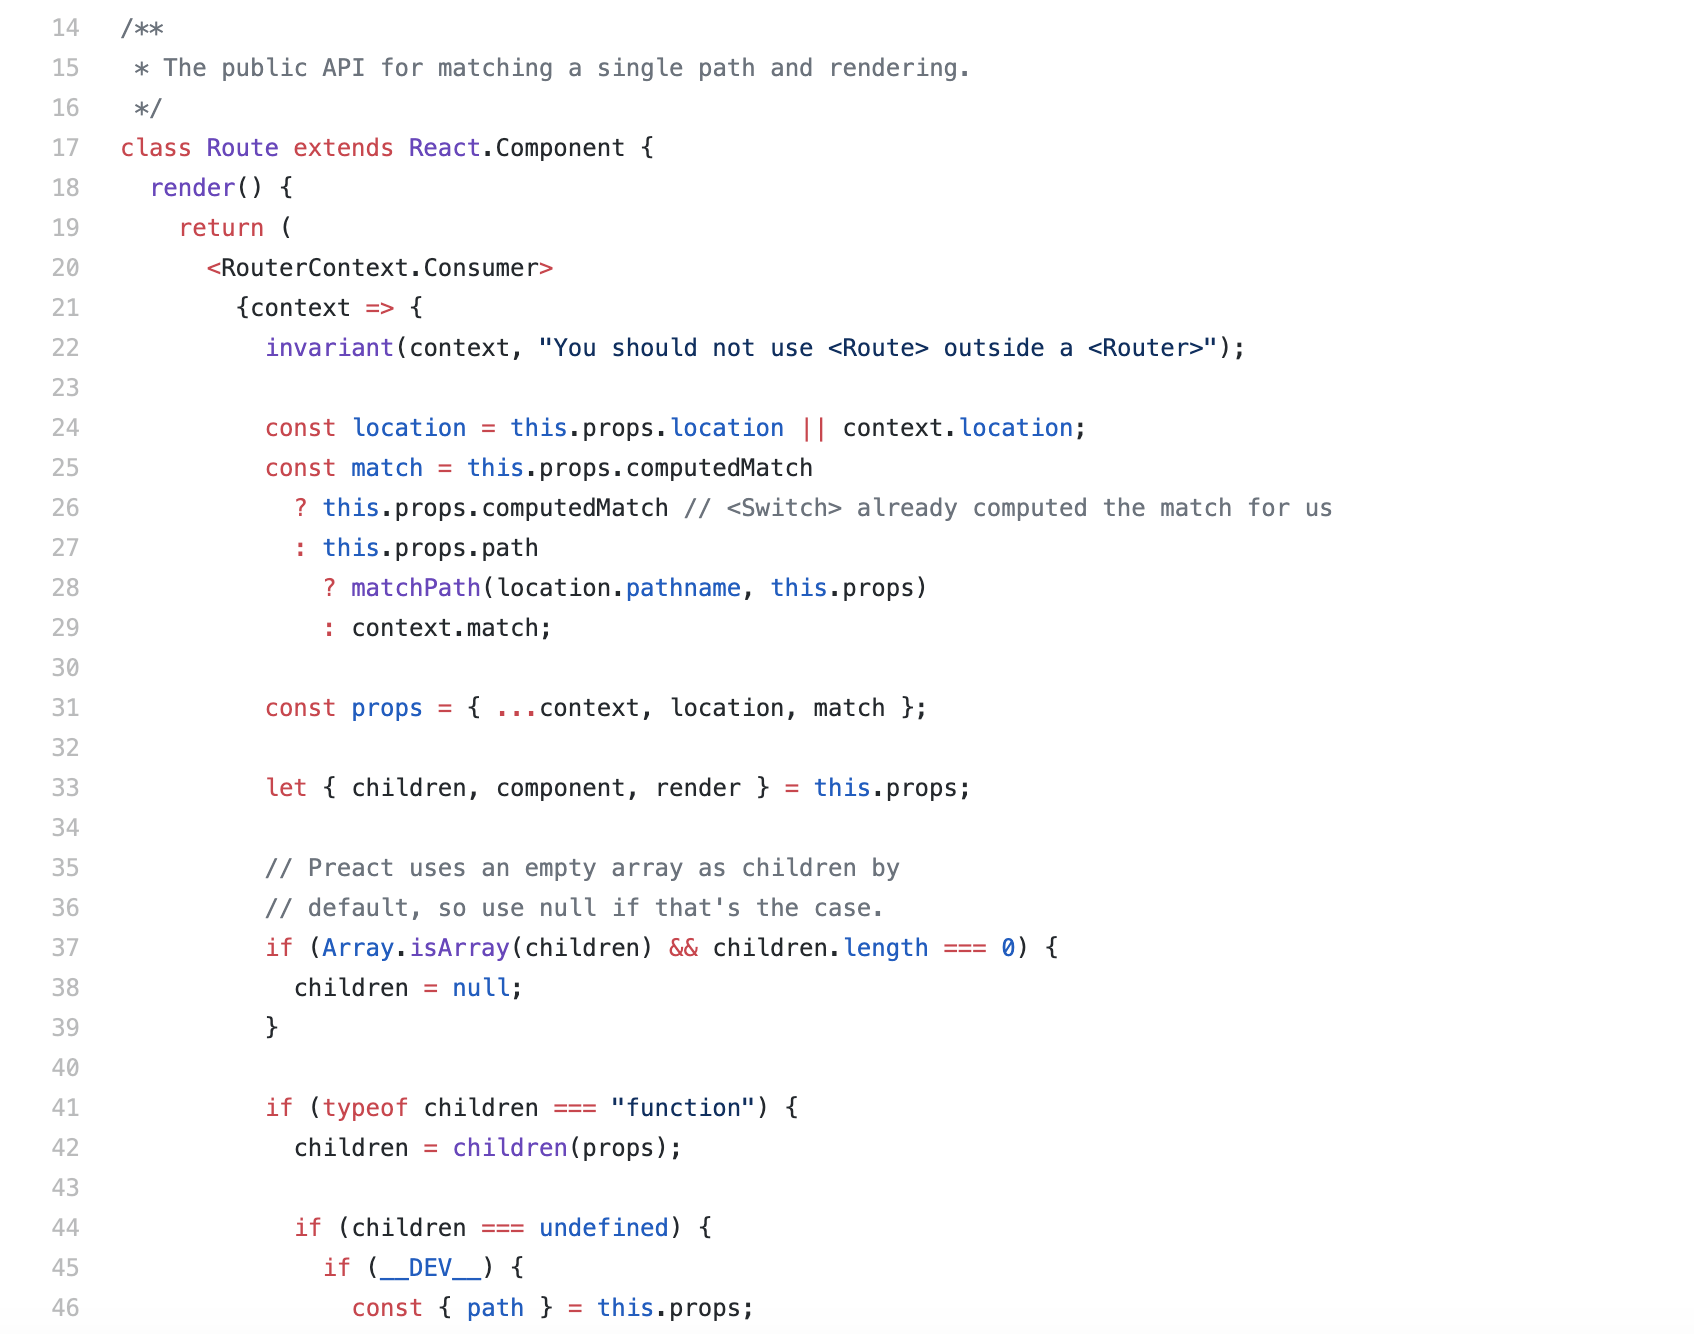 14 /**
15  * The public API for matching a single path and rendering.
16  */
17 class Route extends React.Component {
18   render() {
19     return (
20       <RouterContext.Consumer>
21         {context => {
22           invariant(context, "You should not use <Route> outside a <Router>");
23
24           const location = this.props.location || context.location;
25           const match = this.props.computedMatch
26             ? this.props.computedMatch // <Switch> already computed the match for us
27             : this.props.path
28               ? matchPath(location.pathname, this.props)
29               : context.match;
30
31           const props = { ...context, location, match };
32
33           let { children, component, render } = this.props;
34
35           // Preact uses an empty array as children by
36           // default, so use null if that's the case.
37           if (Array.isArray(children) && children.length === 0) {
38             children = null;
39           }
40
41           if (typeof children === "function") {
42             children = children(props);
43
44             if (children === undefined) {
45               if (__DEV__) {
46                 const { path } = this.props;